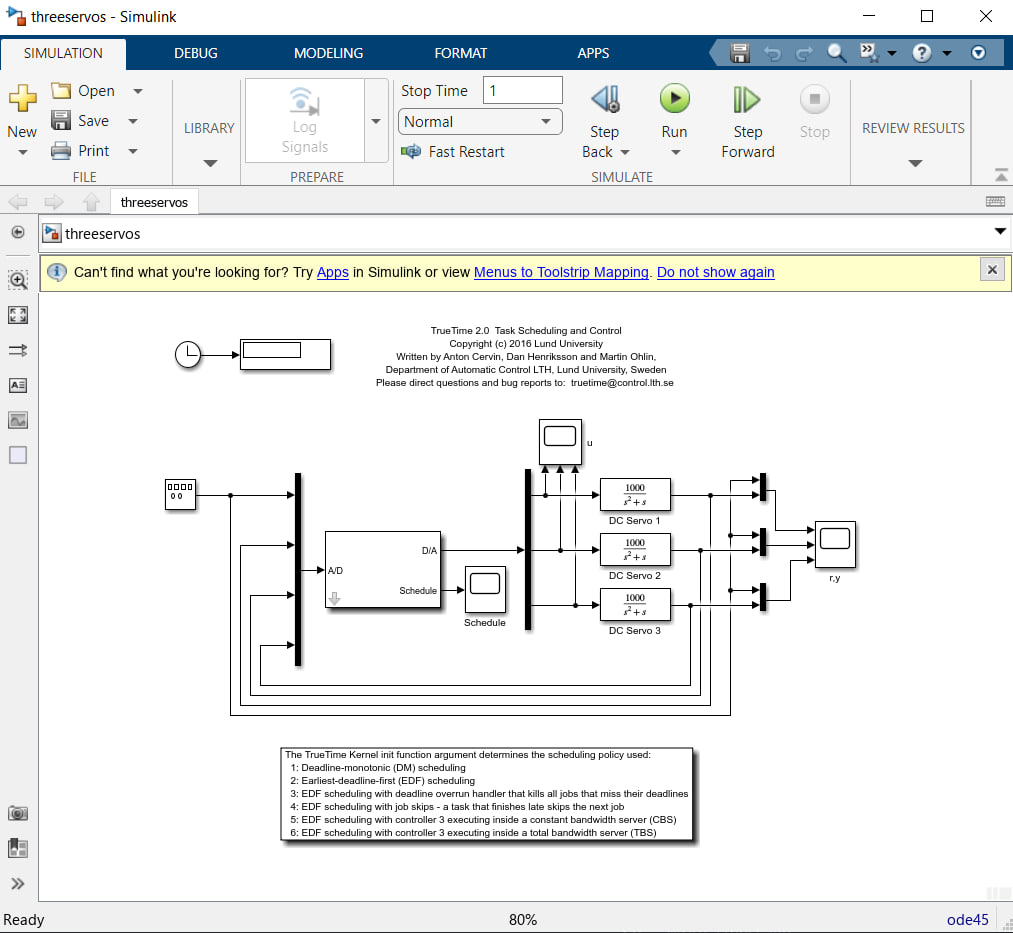 threeservos - Simulink
SIMULATION DEBUG MODELING FORMAT APPS
New
Open
Save
Print
FILE
LIBRARY
Log
Signals
PREPARE
Stop Time 1
Normal
Fast Restart
Step
Back
Run
Step
Forward
Stop
SIMULATE
REVIEW RESULTS
threeservos
threeservos
Can't find what you're looking for? Try Apps in Simulink or view Menus to Toolstrip Mapping. Do not show again
TrueTime 2.0 Task Scheduling and Control
Copyright (c) 2016 Lund University
Written by Anton Cervin, Dan Henriksson and Martin Ohlin,
Department of Automatic Control LTH, Lund University, Sweden
Please direct questions and bug reports to: truetime@control.lth.se
u
A/D
D/A
Schedule
Schedule
1000
s²+s
DC Servo 1
1000
s²+s
DC Servo 2
1000
s²+s
DC Servo 3
r,y
The TrueTime Kernel init function argument determines the scheduling policy used:
1: Deadline-monotonic (DM) scheduling
2: Earliest-deadline-first (EDF) scheduling
3: EDF scheduling with deadline overrun handler that kills all jobs that miss their deadlines
4: EDF scheduling with job skips - a task that finishes late skips the next job
5: EDF scheduling with controller 3 executing inside a constant bandwidth server (CBS)
6: EDF scheduling with controller 3 executing inside a total bandwidth server (TBS)
Ready 80% ode45